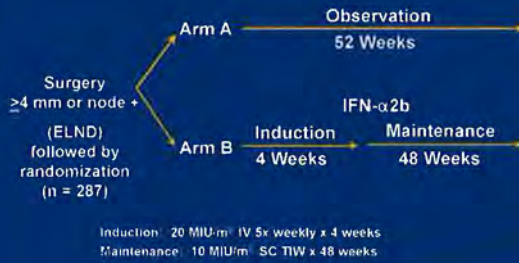 Observation
Arm A
52 Weeks
Surgery
≥4 mm or node +
(ELND)
followed by
randomization
(n = 287)
IFN-α2b
Induction
Maintenance
Arm B
4 Weeks
48 Weeks
Induction: 20 MIU/m² IV 5x weekly x 4 weeks
Maintenance: 10 MIU/m² SC TIW x 48 weeks